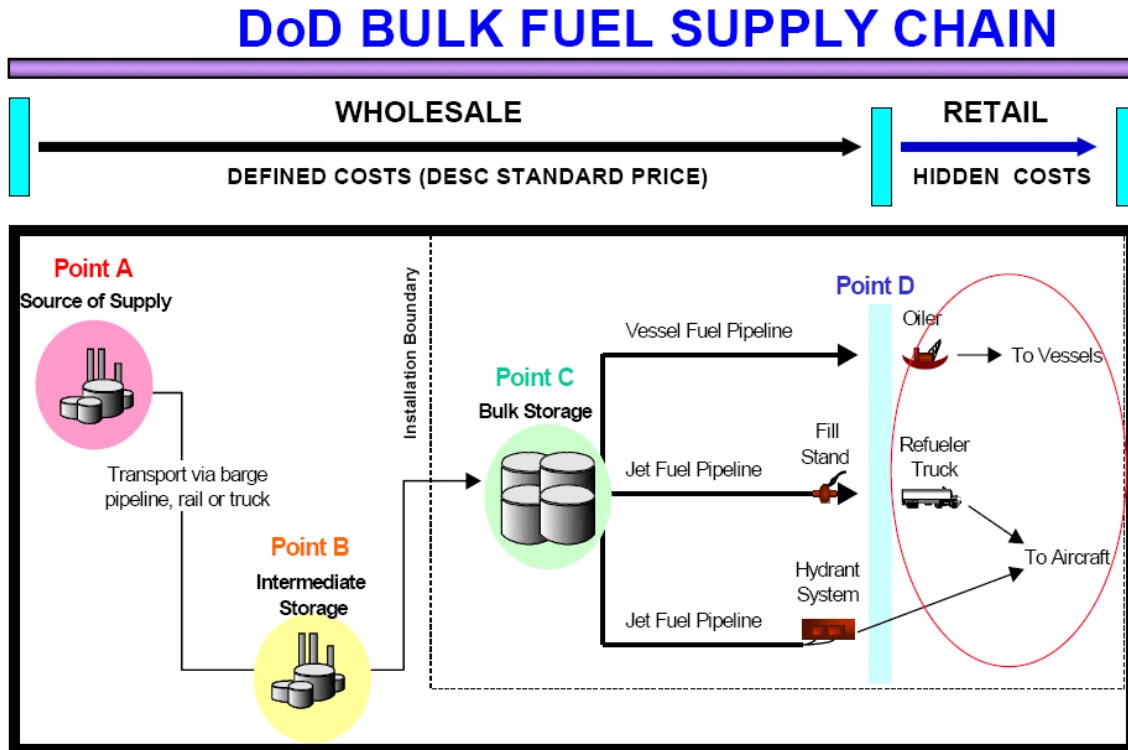 DoD BULK FUEL SUPPLY CHAIN
WHOLESALE
RETAIL
DEFINED COSTS (DESC STANDARD PRICE)
HIDDEN COSTS
Point A
Source of Supply
Transport via barge
pipeline, rail or truck
Point B
Intermediate
Storage
Installation Boundary
Point C
Bulk Storage
Vessel Fuel Pipeline
Jet Fuel Pipeline
Jet Fuel Pipeline
Fill
Stand
Hydrant
System
Point D
Oiler
To Vessels
Refueler
Truck
To Aircraft